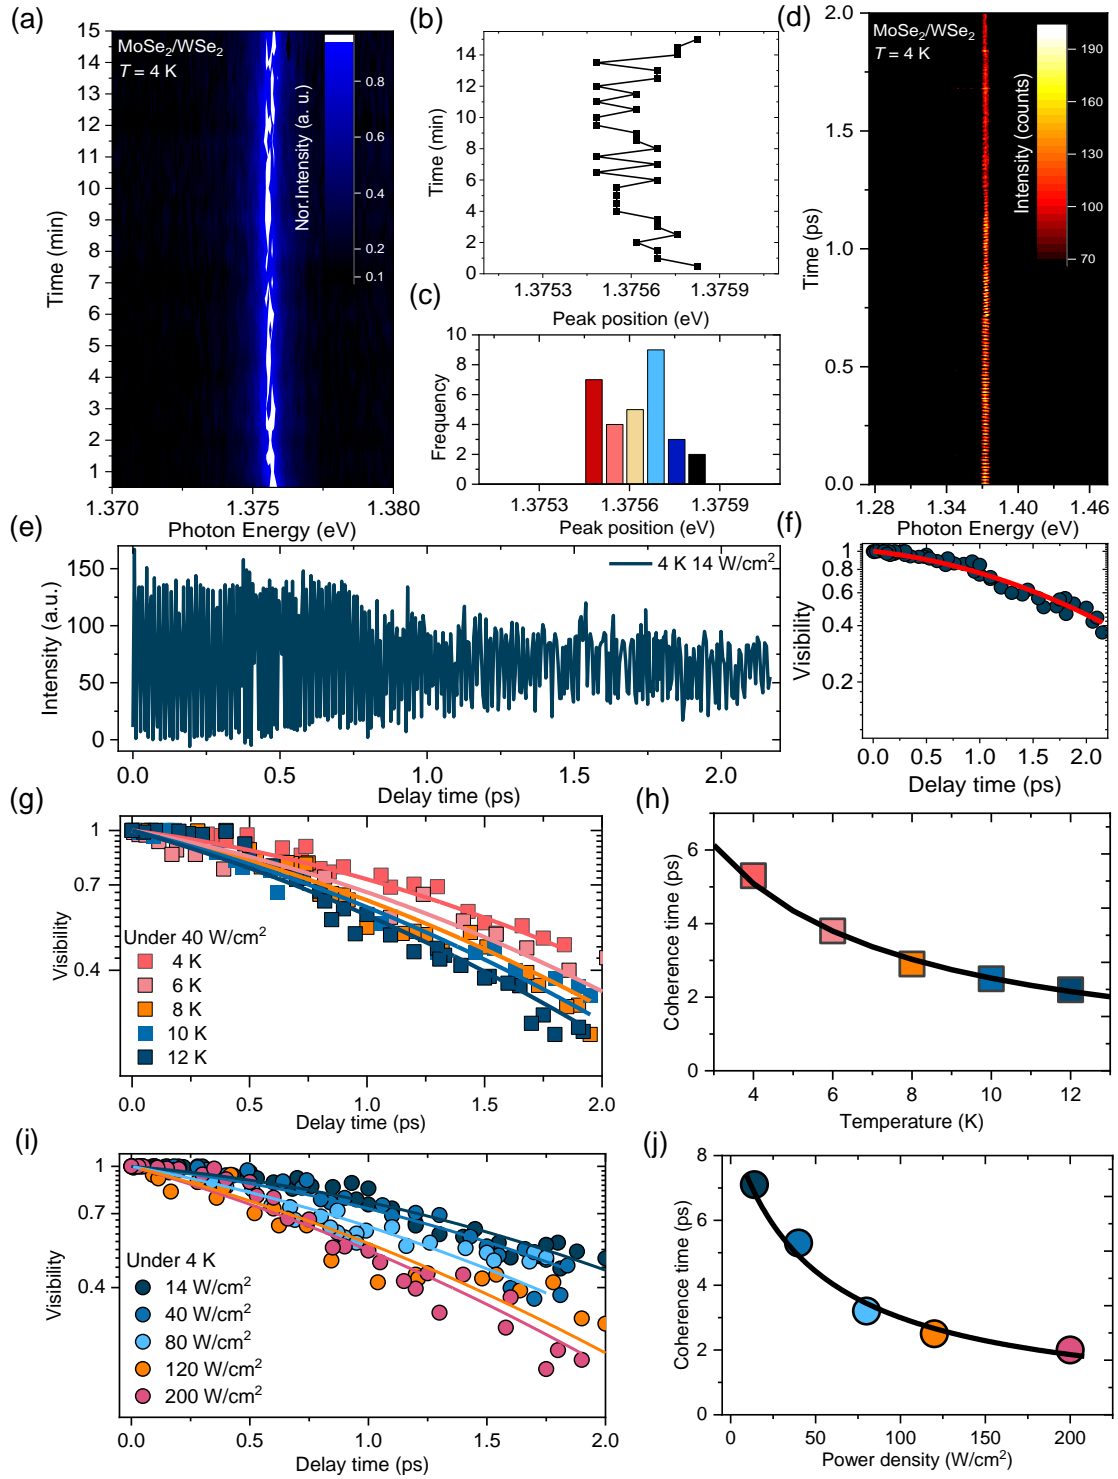 (a)
MoSe₂/WSe₂
T = 4 K
Nor.Intensity (a. u.)
0.8
0.6
0.4
0.2
0.1
Time (min)
15
14
13
12
11
10
9
8
7
6
5
4
3
2
1
1.370 1.375 1.380
Photon Energy (eV)
(b)
Time (min)
15
14
13
12
11
10
9
8
7
6
5
4
3
2
1
0
1.3753 1.3756 1.3759
Peak position (eV)
(c)
Frequency
10
8
6
4
2
0
1.3753 1.3756 1.3759
Peak position (eV)
(d)
MoSe₂/WSe₂
T = 4 K
Intensity (counts)
190
160
130
100
70
Time (ps)
2.0
1.5
1.0
0.5
0.0
1.28 1.34 1.40 1.46
Photon Energy (eV)
(e)
4 K 14 W/cm²
Intensity (a.u.)
150
100
50
0
0.0 0.5 1.0 1.5 2.0
Delay time (ps)
(f)
Visibility
1
0.8
0.6
0.4
0.2
0.0 0.5 1.0 1.5 2.0
Delay time (ps)
(g)
Visibility
1
0.7
0.4
Under 40 W/cm²
4 K
6 K
8 K
10 K
12 K
0.0 0.5 1.0 1.5 2.0
Delay time (ps)
(h)
Coherence time (ps)
6
4
2
0
4 6 8 10 12
Temperature (K)
(i)
Visibility
1
0.7
0.4
Under 4 K
14 W/cm²
40 W/cm²
80 W/cm²
120 W/cm²
200 W/cm²
0.0 0.5 1.0 1.5 2.0
Delay time (ps)
(j)
Coherence time (ps)
8
6
4
2
0
0 50 100 150 200
Power density (W/cm²)